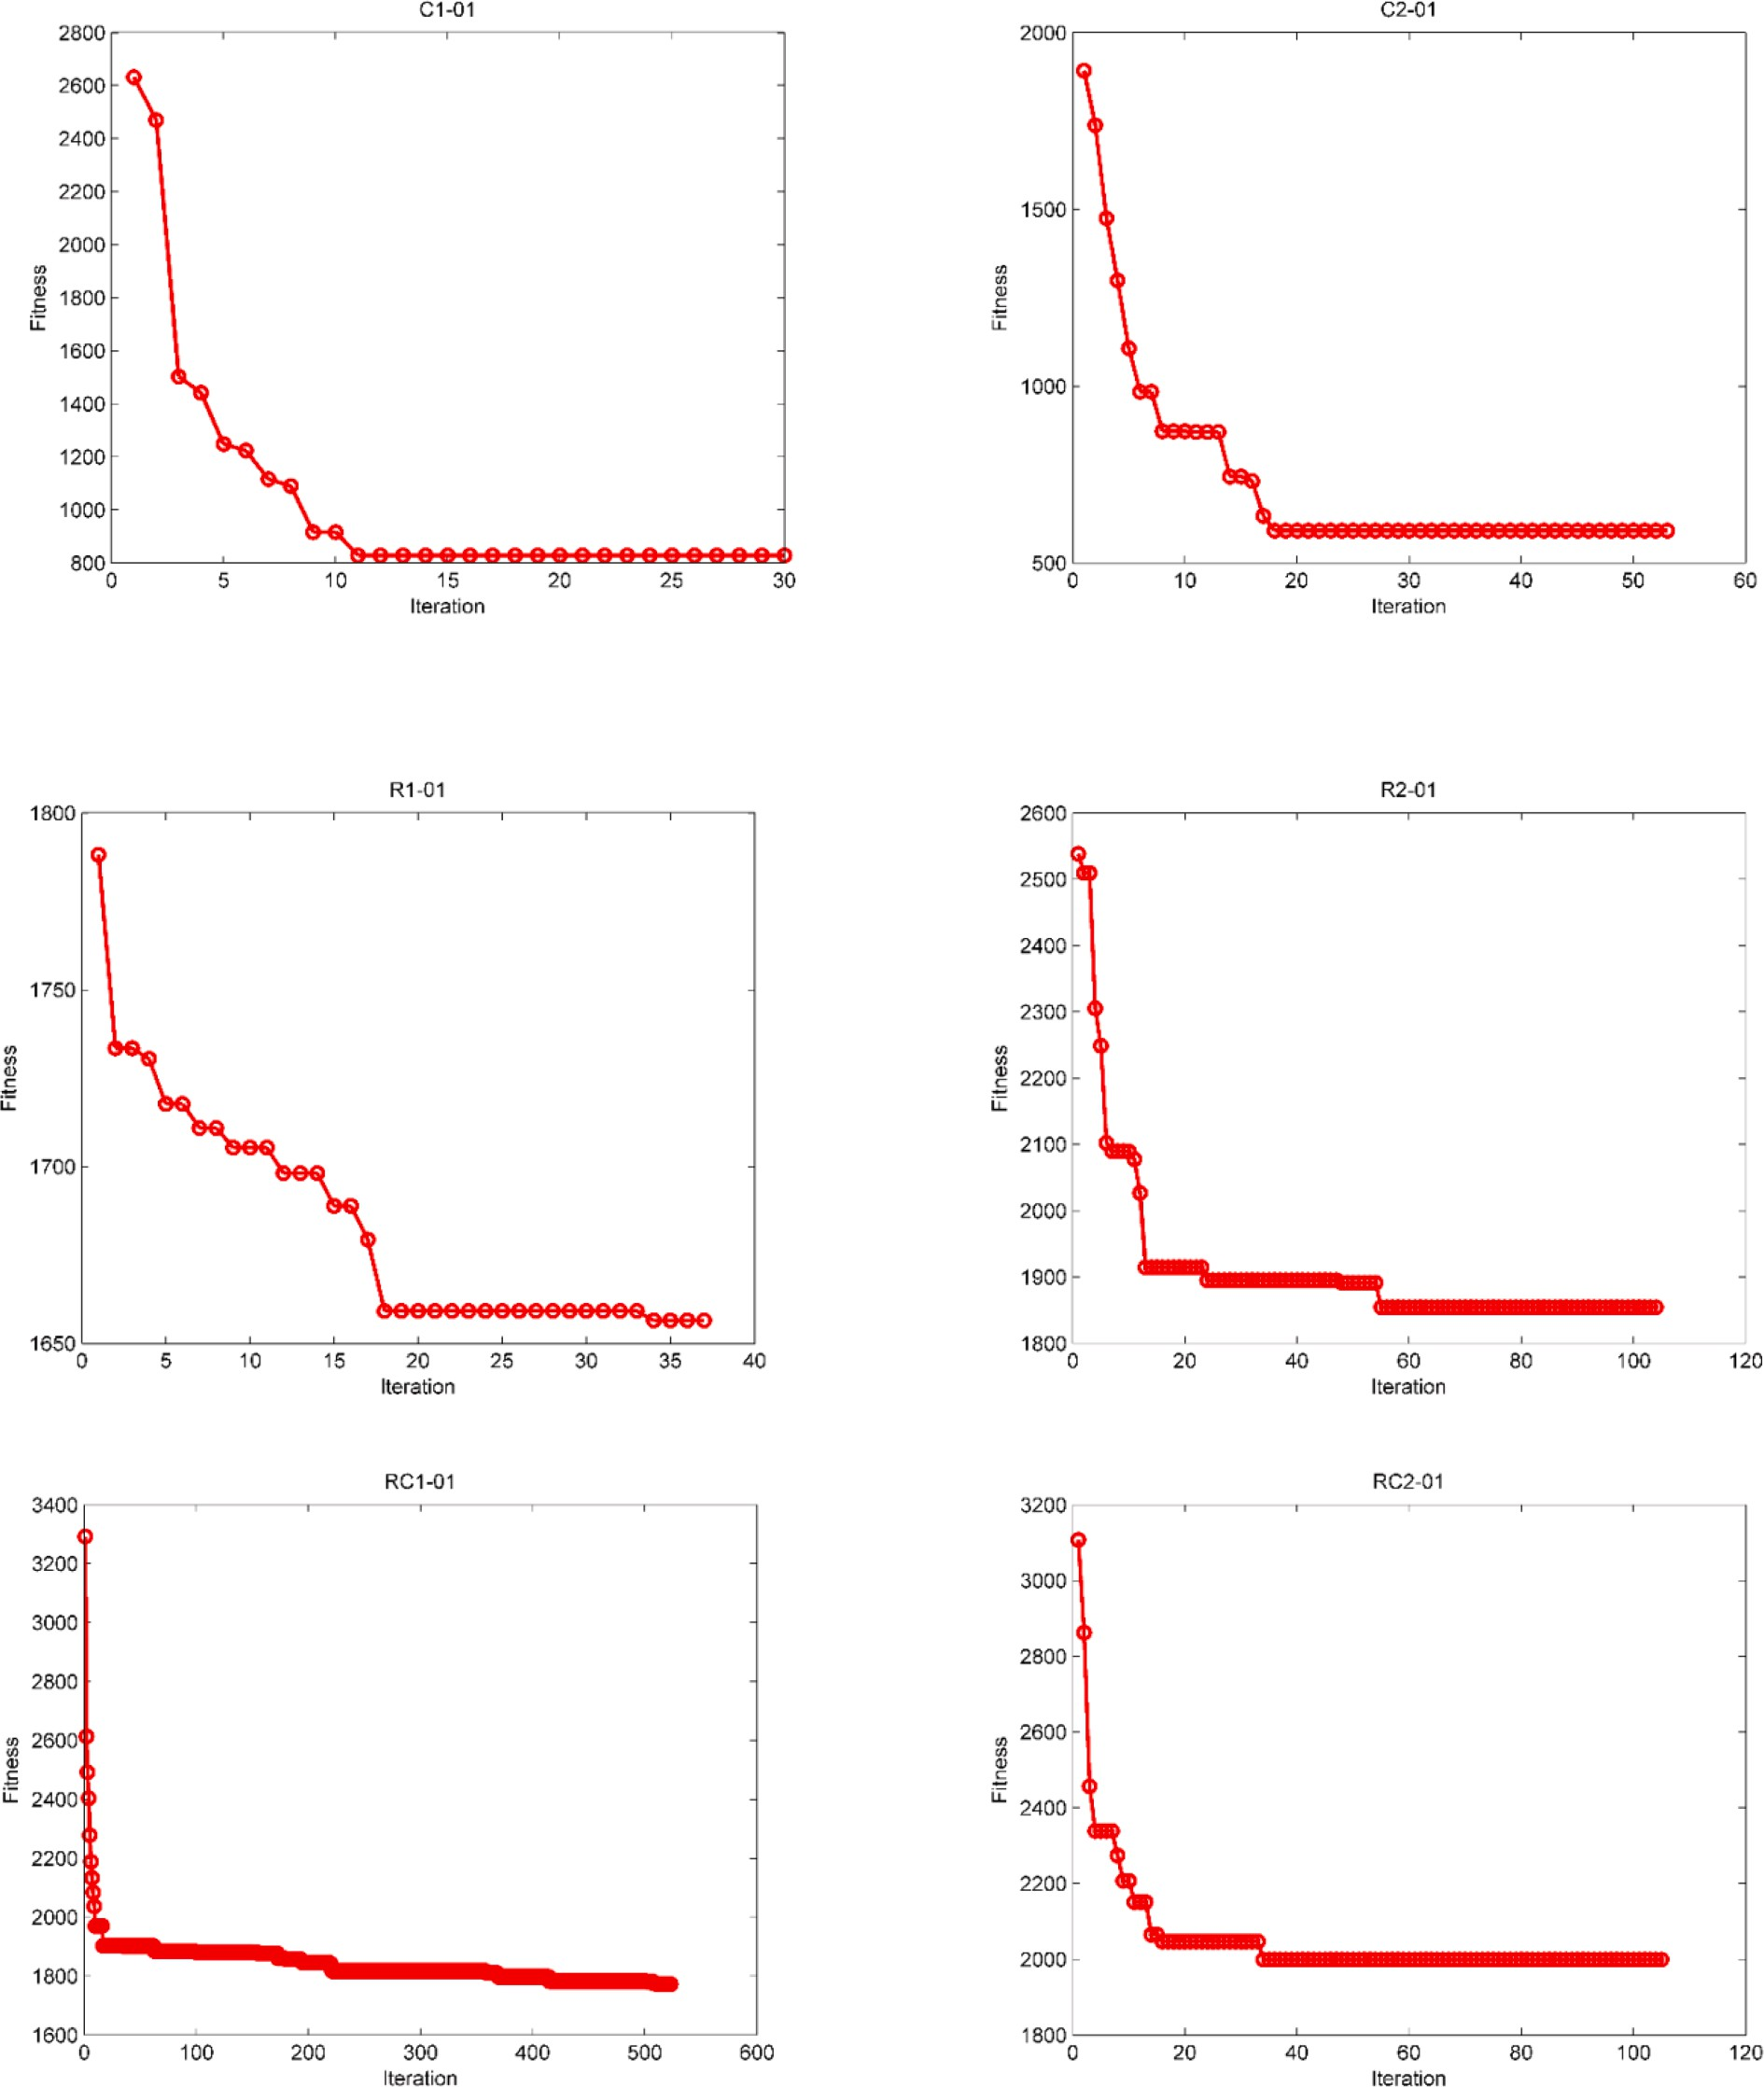 C1-01
2800
2600
2400
2200
2000
1800
1600
1400
1200
1000
800
Fitness
0 5 10 15 20 25 30
Iteration
C2-01
2000
1500
1000
500
Fitness
0 10 20 30 40 50 60
Iteration
R1-01
1800
1750
1700
1650
Fitness
0 5 10 15 20 25 30 35 40
Iteration
R2-01
2600
2500
2400
2300
2200
2100
2000
1900
1800
Fitness
0 20 40 60 80 100 120
Iteration
RC1-01
3400
3200
3000
2800
2600
2400
2200
2000
1800
1600
Fitness
0 100 200 300 400 500 600
Iteration
RC2-01
3200
3000
2800
2600
2400
2200
2000
1800
Fitness
0 20 40 60 80 100 120
Iteration